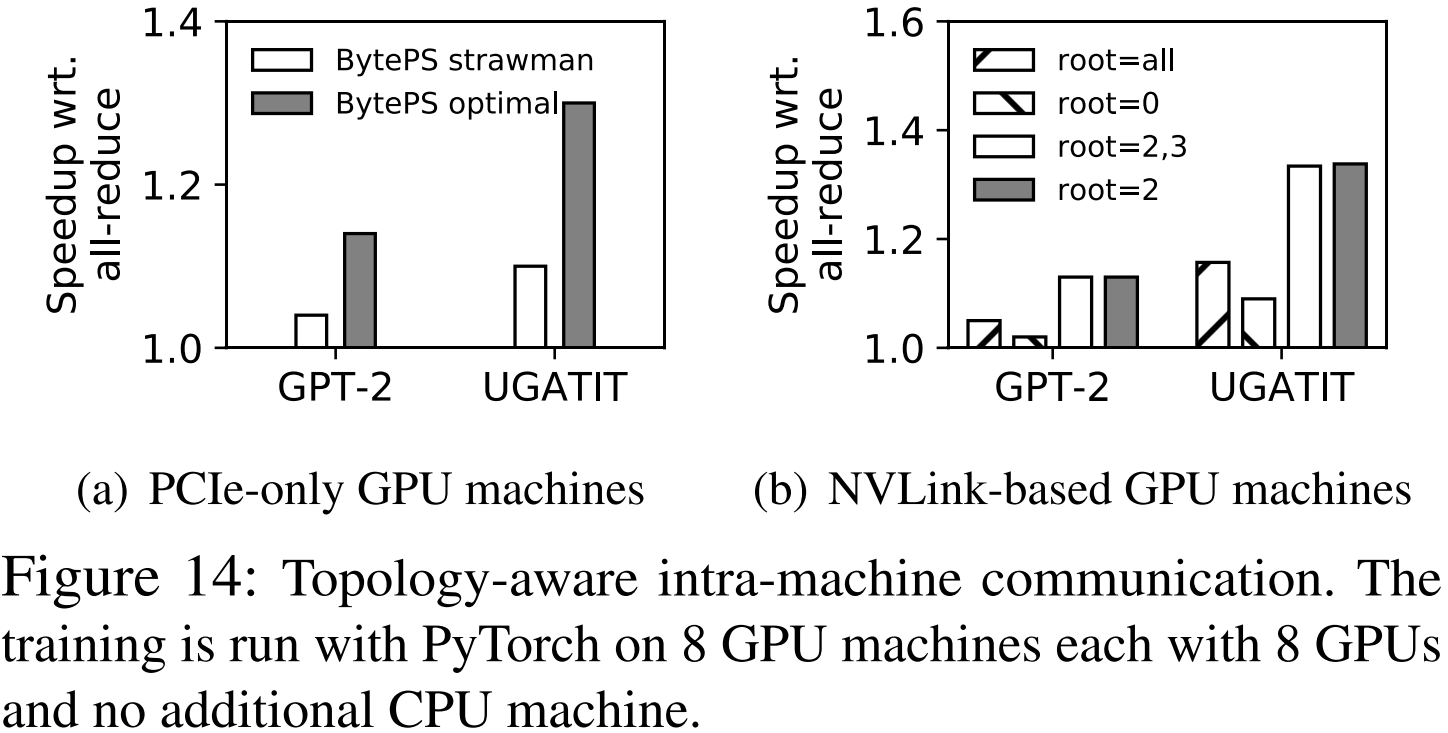 1.4
1.2
1.0
Speedup wrt.
all-reduce
BytePS strawman
BytePS optimal
GPT-2
UGATIT
(a) PCIe-only GPU machines
1.6
1.4
1.2
1.0
Speedup wrt.
all-reduce
root=all
root=0
root=2,3
root=2
GPT-2
UGATIT
(b) NVLink-based GPU machines
Figure 14: Topology-aware intra-machine communication. The
training is run with PyTorch on 8 GPU machines each with 8 GPUs
and no additional CPU machine.